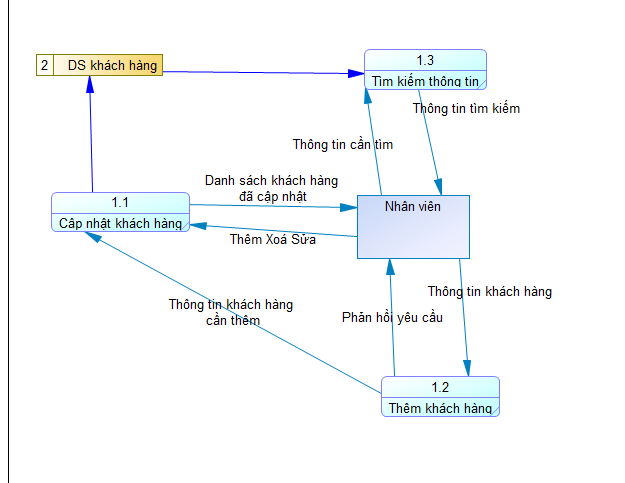 2 DS khách hàng
1.3
Tìm kiếm thông tin
Thông tin tìm kiếm
Thông tin cần tìm
Danh sách khách hàng
đã cập nhật
1.1
Câp nhật khách hàng
Nhân viên
Thêm Xoá Sửa
Thông tin khách hàng
Thông tin khách hàng
cần thêm
Phản hồi yêu cầu
1.2
Thêm khách hàng